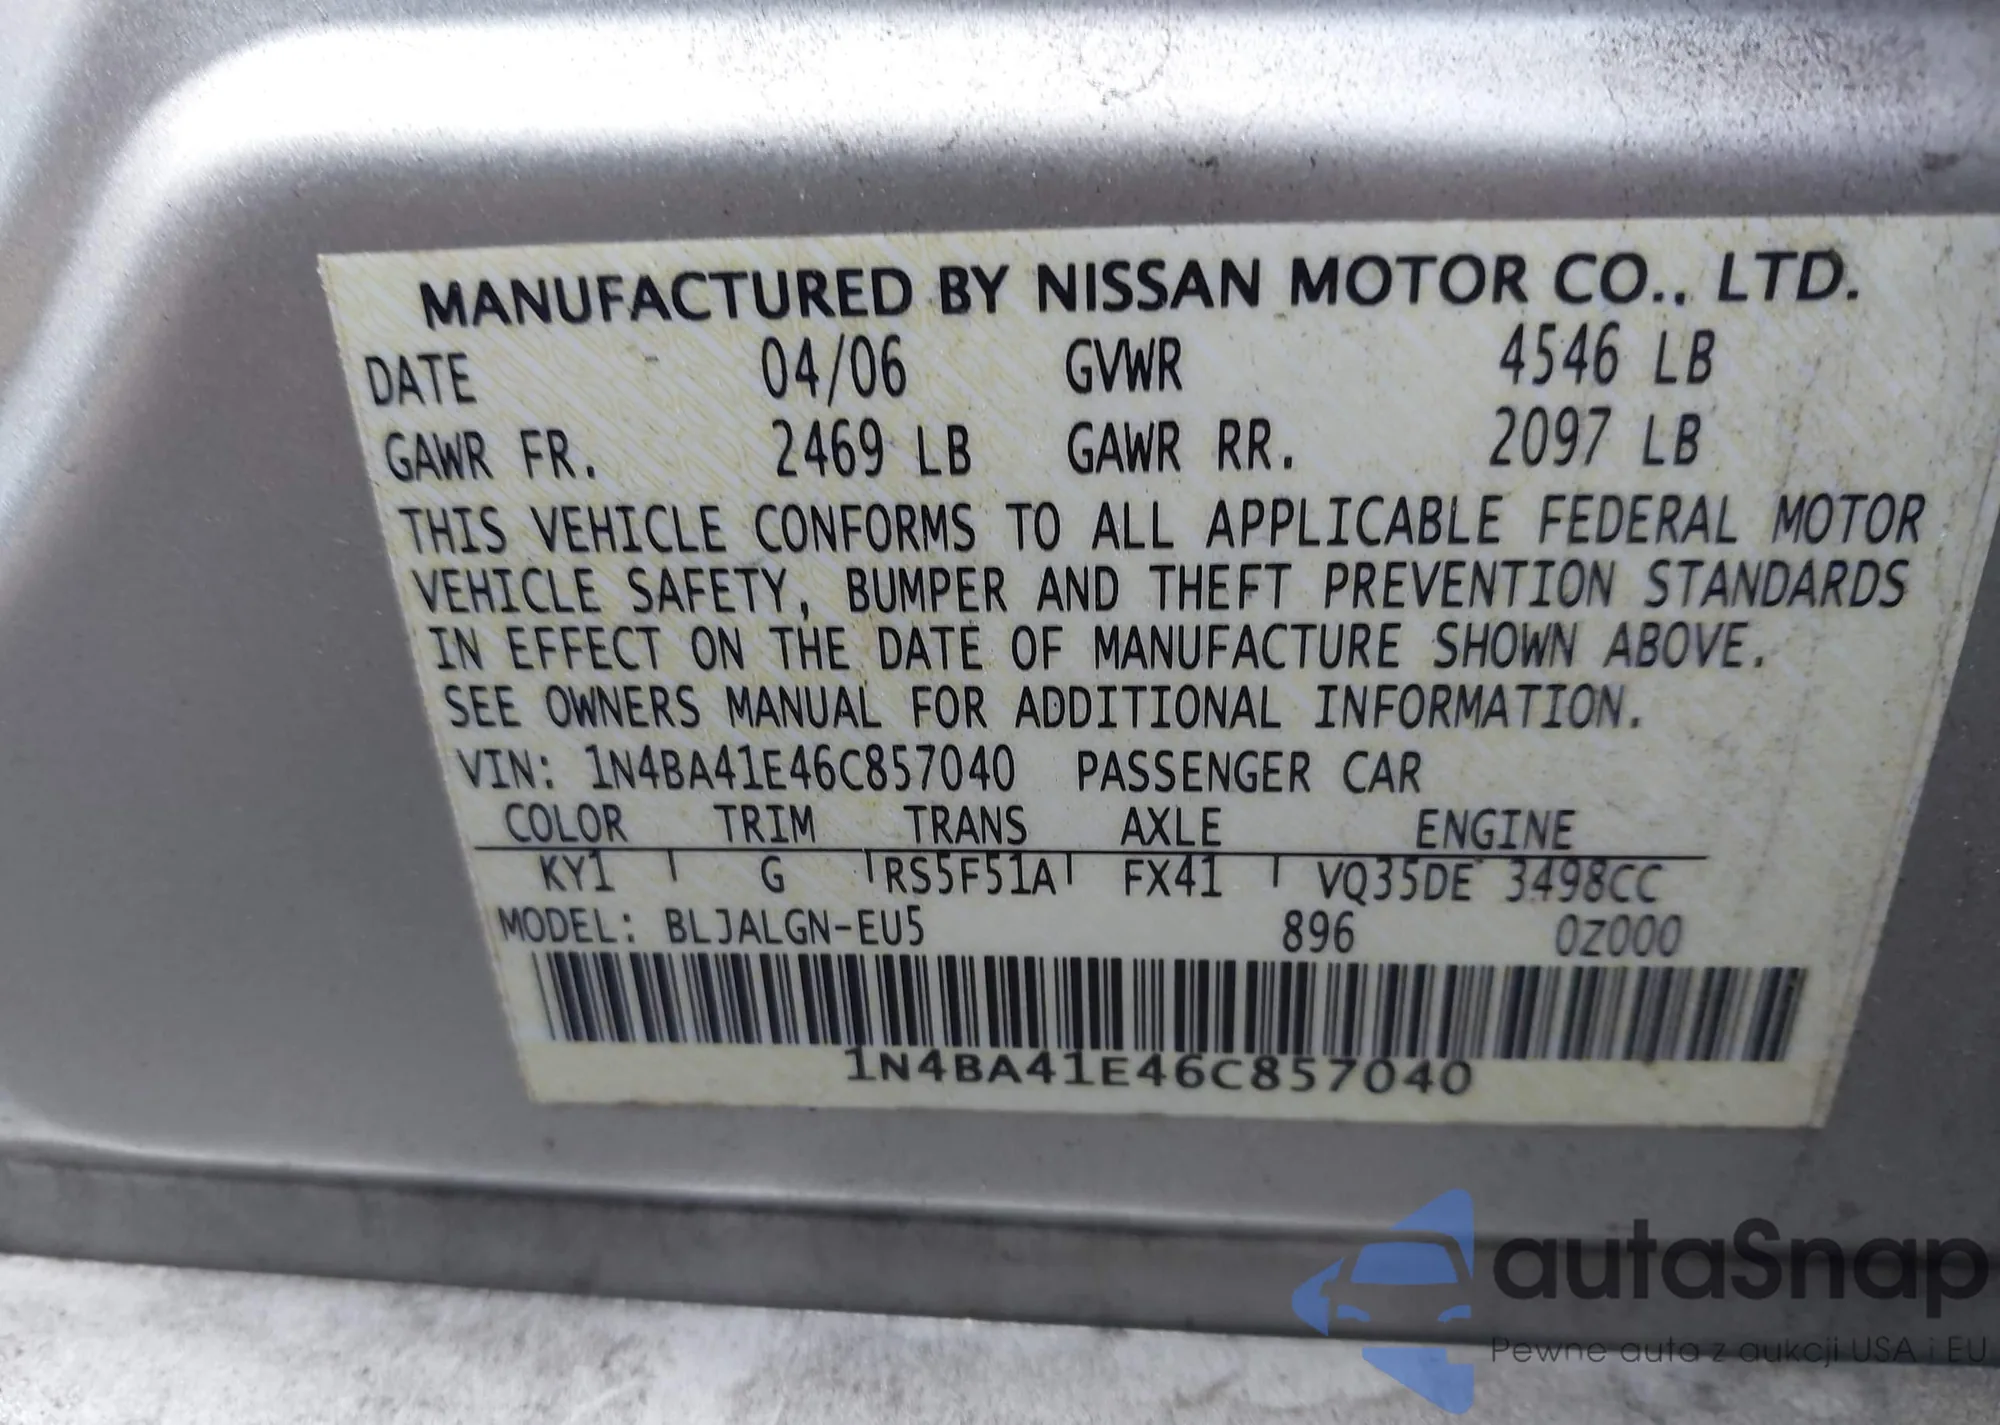 MANUFACTURED BY NISSAN MOTOR CO., LTD.
DATE 04/06 GVWR 4546 LB
GAWR FR. 2469 LB GAWR RR. 2097 LB
THIS VEHICLE CONFORMS TO ALL APPLICABLE FEDERAL MOTOR
VEHICLE SAFETY, BUMPER AND THEFT PREVENTION STANDARDS
IN EFFECT ON THE DATE OF MANUFACTURE SHOWN ABOVE.
SEE OWNERS MANUAL FOR ADDITIONAL INFORMATION.
VIN: 1N4BA41E46C857040 PASSENGER CAR
COLOR TRIM TRANS AXLE ENGINE
KY1 G RS5F51A FX41 VQ35DE 3498CC
MODEL: BLJALGN-EU5 896 0Z000
1N4BA41E46C857040
autaSnap
Pewne auta z aukcji USA i EU